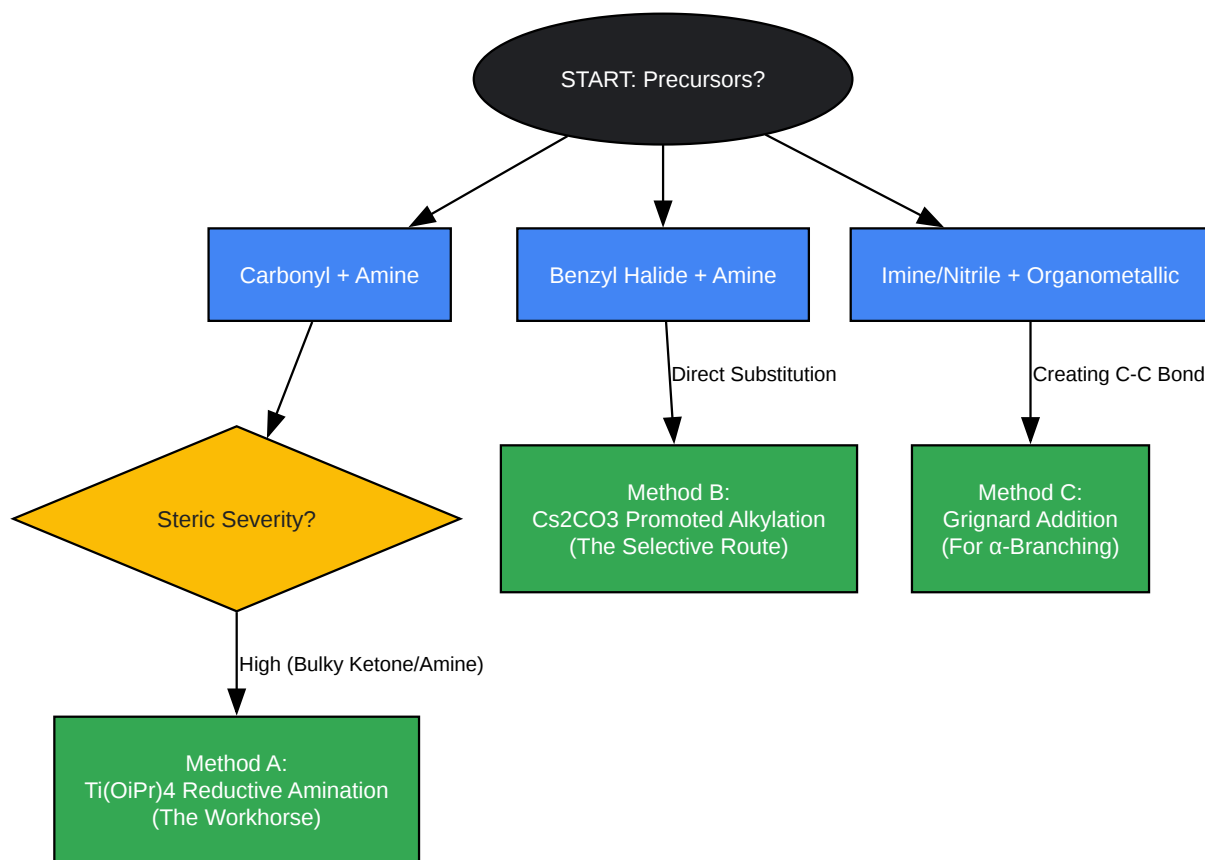 START: Precursors?
Carbonyl + Amine
Benzyl Halide + Amine
Imine/Nitrile + Organometallic
Direct Substitution
Creating C-C Bond
Steric Severity?
Method B:
Cs2CO3 Promoted Alkylation
(The Selective Route)
Method C:
Grignard Addition
(For α-Branching)
High (Bulky Ketone/Amine)
Method A:
Ti(OiPr)4 Reductive Amination
(The Workhorse)